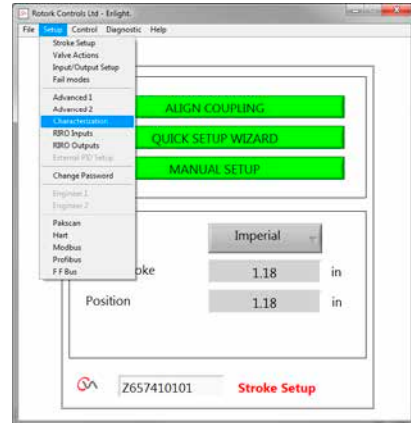 Rotork Controls Ltd - Enlight.
File Setup Control Diagnostic Help
Stroke Setup
Valve Actions
Input/Output Setup
Fail modes
Advanced 1
Advanced 2
Characterization
RIRO Inputs
RIRO Outputs
External PID Setup
Change Password
Engineer 1
Engineer 2
Pakscan
Hart
Modbus
Profibus
F F Bus
ALIGN COUPLING
QUICK SETUP WIZARD
MANUAL SETUP
Imperial
oke 1.18 in
Position 1.18 in
Z657410101 Stroke Setup